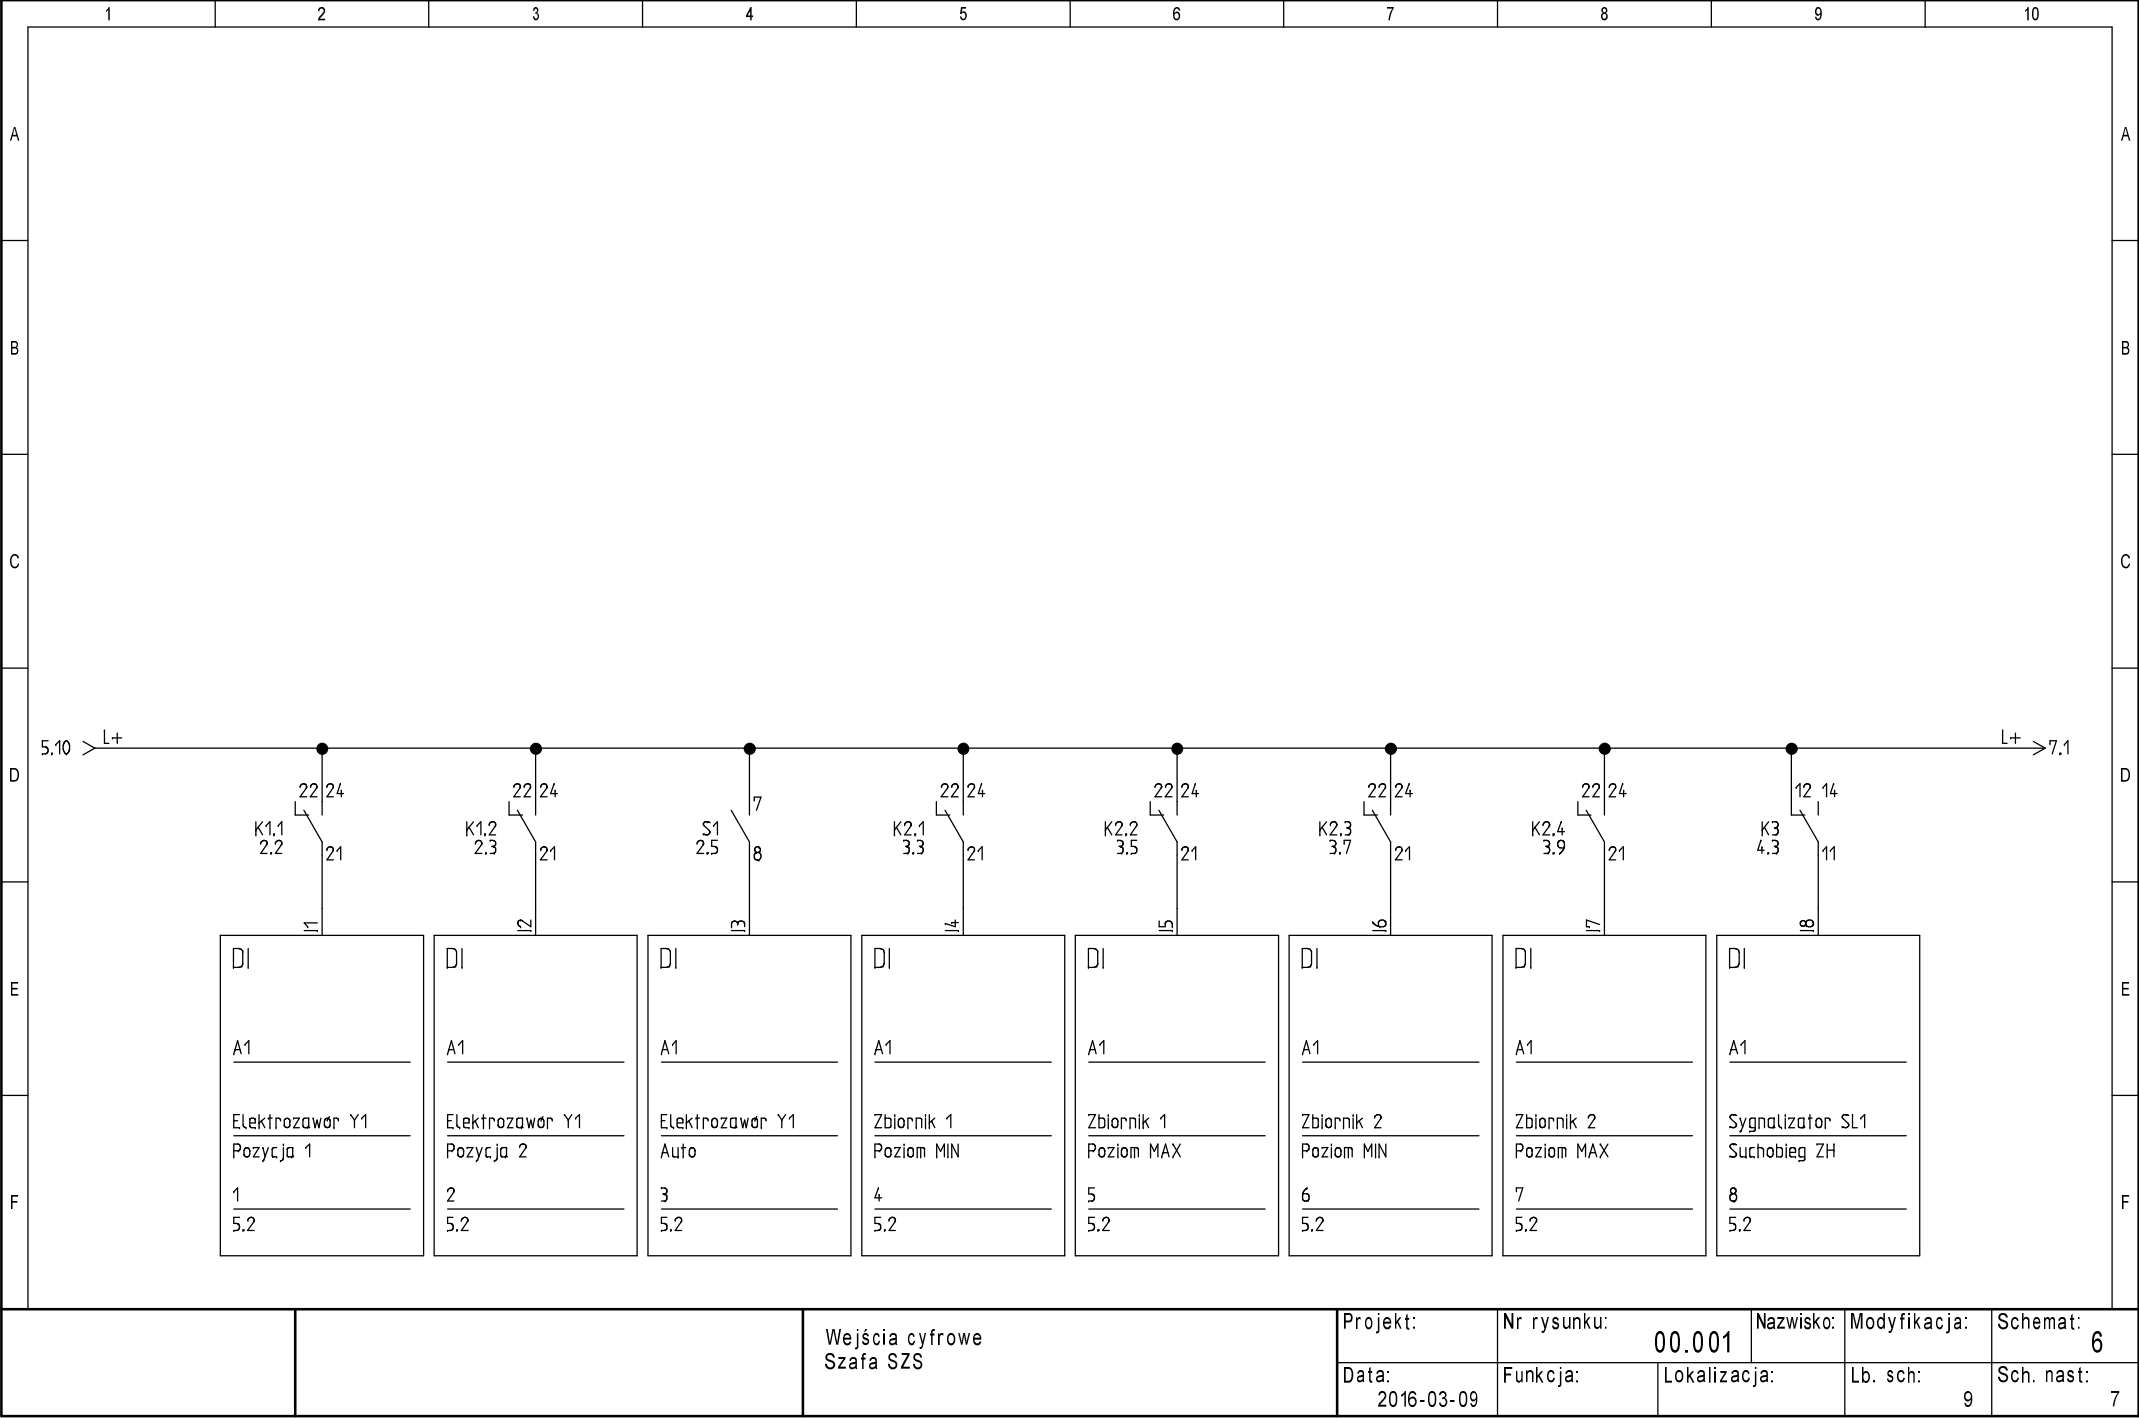 1 2 3 4 5 6 7 8 9 10
A A
B B
C C
D D
5.10 L+ L+ 7.1
22 24 22 24 7 22 24 22 24 22 24 22 24 12 14
K1.1 K1.2 S1 K2.1 K2.2 K2.3 K2.4 K3
2.2 2.3 2.5 3.3 3.5 3.7 3.9 4.3
21 21 8 21 21 21 21 11
I1 I2 I3 I4 I5 I6 I7 I8
DI DI DI DI DI DI DI DI
E E
A1 A1 A1 A1 A1 A1 A1 A1
Elektrozawór Y1 Elektrozawór Y1 Elektrozawór Y1 Zbiornik 1 Zbiornik 1 Zbiornik 2 Zbiornik 2 Sygnalizator SL1
Pozycja 1 Pozycja 2 Auto Poziom MIN Poziom MAX Poziom MIN Poziom MAX Suchobieg ZH
F 1 2 3 4 5 6 7 8 F
5.2 5.2 5.2 5.2 5.2 5.2 5.2 5.2
Wejścia cyfrowe
Szafa SZS
Projekt: Nr rysunku: Nazwisko: Modyfikacja: Schemat:
00.001 6
Data: Funkcja: Lokalizacja: Lb. sch: Sch. nast:
2016-03-09 9 7